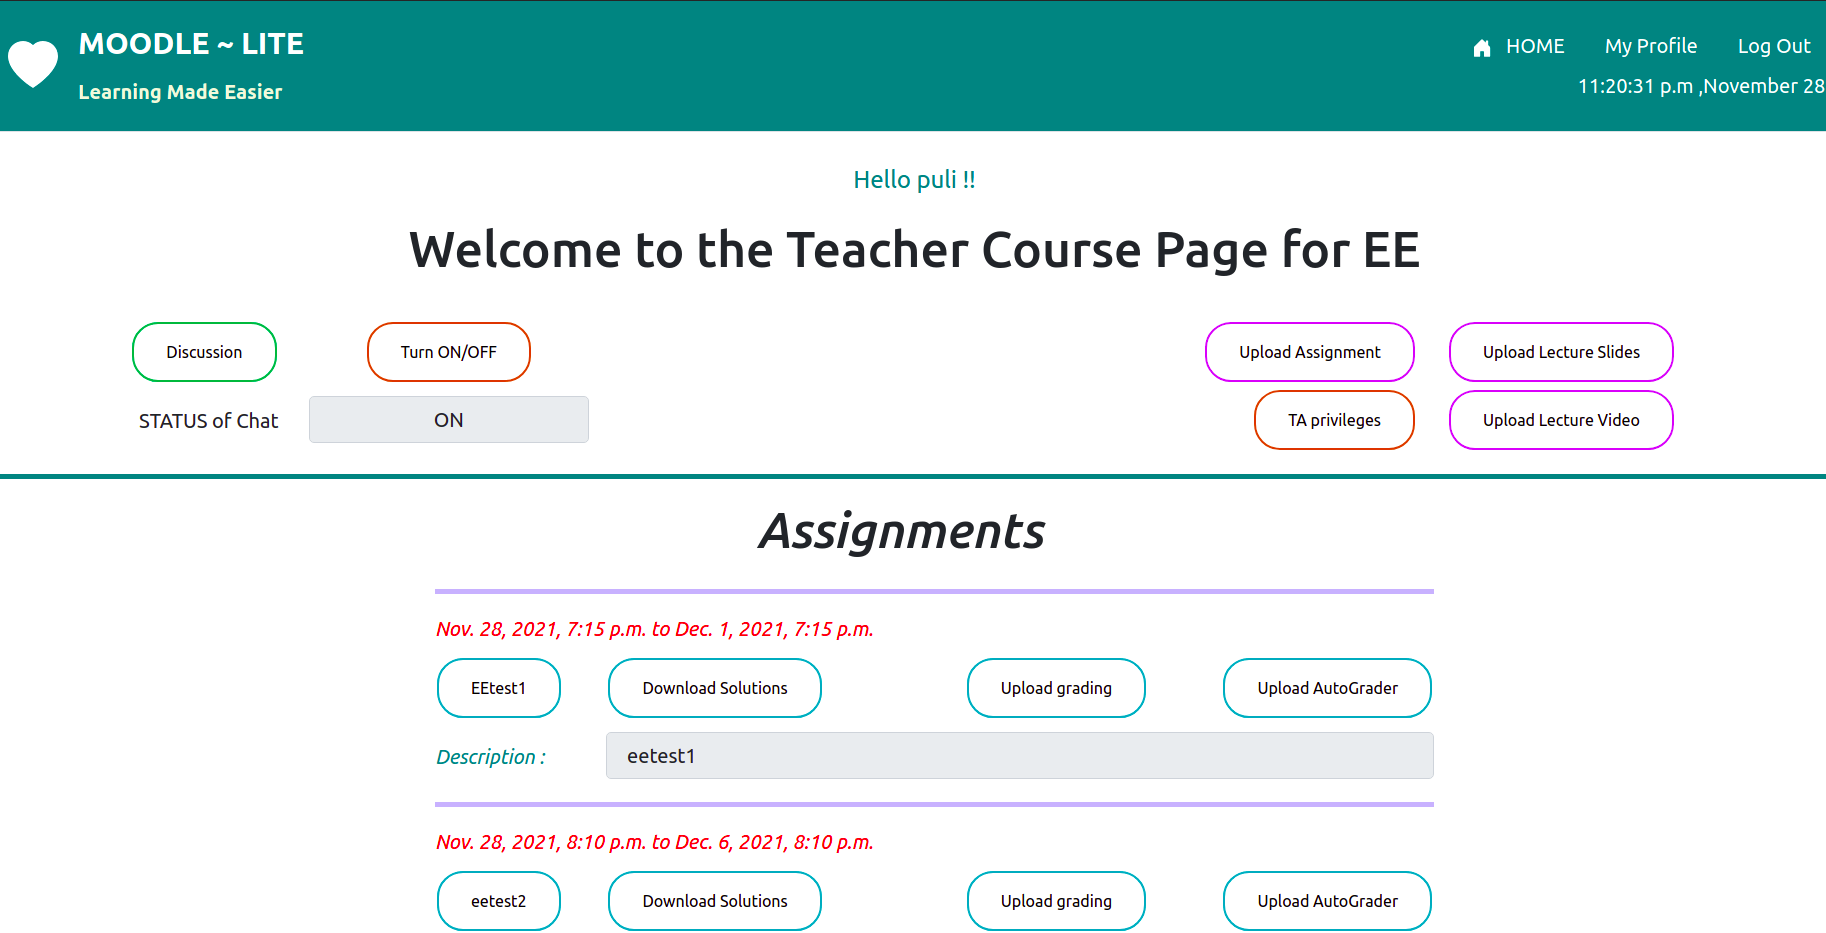 MOODLE ~ LITE
Learning Made Easier
HOME My Profile Log Out
11:20:31 p.m ,November 28
Hello puli !!
Welcome to the Teacher Course Page for EE
Discussion Turn ON/OFF Upload Assignment Upload Lecture Slides
STATUS of Chat ON TA privileges Upload Lecture Video
Assignments
Nov. 28, 2021, 7:15 p.m. to Dec. 1, 2021, 7:15 p.m.
EEtest1 Download Solutions Upload grading Upload AutoGrader
Description : eetest1
Nov. 28, 2021, 8:10 p.m. to Dec. 6, 2021, 8:10 p.m.
eetest2 Download Solutions Upload grading Upload AutoGrader